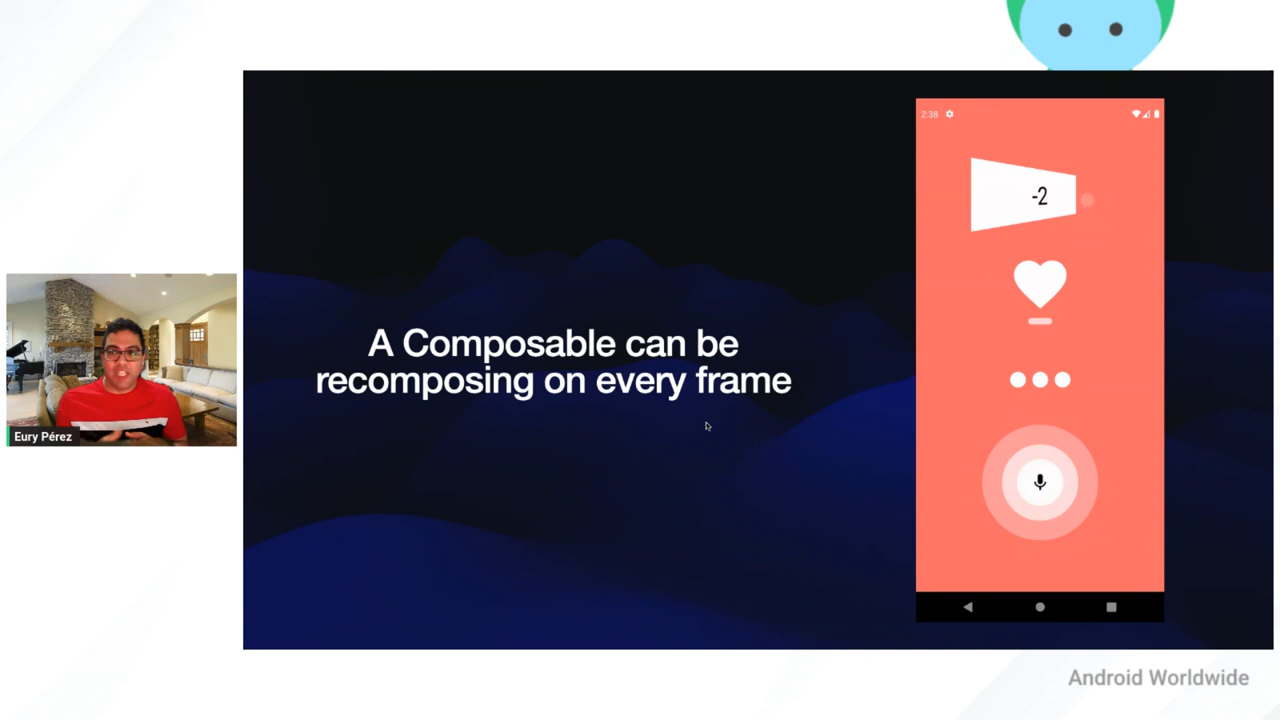 A Composable can be
recomposing on every frame
2:38
-2
Eury Pérez
Android Worldwide